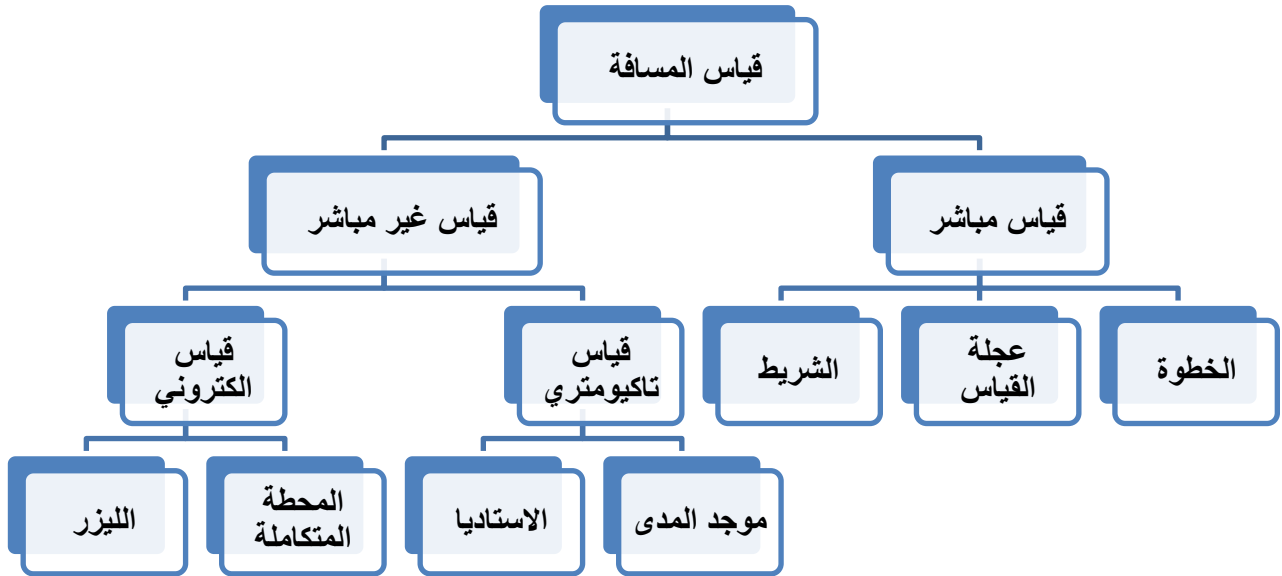 قياس المسافة
قياس مباشر
قياس غير مباشر
الخطوة
عجلة
القياس
الشريط
قياس
تاكيومتري
قياس
الكتروني
موجد المدى
الاستاديا
المحطة
المتكاملة
الليزر